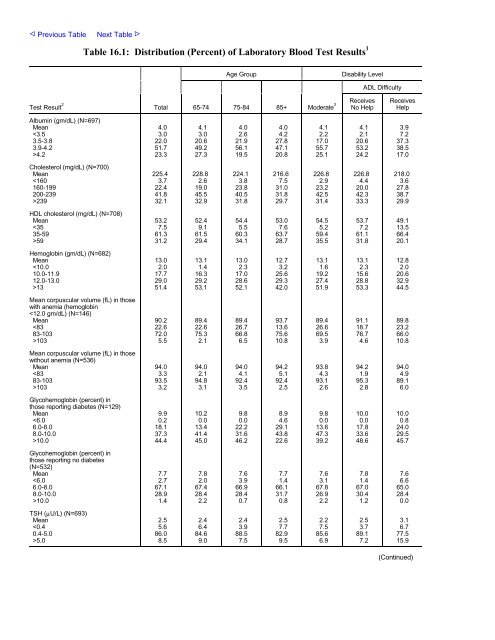 ◁ Previous Table Next Table ▷
Table 16.1: Distribution (Percent) of Laboratory Blood Test Results1
Age Group Disability Level
ADL Difficulty
Test Result2 Total 65-74 75-84 85+ Moderate3 Receives No Help Receives Help
Albumin (gm/dL) (N=697)
Mean 4.0 4.1 4.0 4.0 4.1 4.1 3.9
<3.5 3.0 3.0 2.6 4.2 2.2 2.1 7.2
3.5-3.8 22.0 20.6 21.9 27.8 17.0 20.6 37.3
3.9-4.2 51.7 49.2 56.1 47.1 55.7 53.2 38.5
>4.2 23.3 27.3 19.5 20.8 25.1 24.2 17.0
Cholesterol (mg/dL) (N=700)
Mean 225.4 228.8 224.1 216.6 226.8 226.8 218.0
<160 3.7 2.6 3.8 7.5 2.9 4.4 3.6
160-199 22.4 19.0 23.8 31.0 23.2 20.0 27.8
200-239 41.8 45.5 40.5 31.8 42.5 42.3 38.7
>239 32.1 32.9 31.8 29.7 31.4 33.3 29.9
HDL cholesterol (mg/dL) (N=708)
Mean 53.2 52.4 54.4 53.0 54.5 53.7 49.1
<35 7.5 9.1 5.5 7.6 5.2 7.2 13.5
35-59 61.3 61.5 60.3 63.7 59.4 61.1 66.4
>59 31.2 29.4 34.1 28.7 35.5 31.8 20.1
Hemoglobin (gm/dL) (N=682)
Mean 13.0 13.1 13.0 12.7 13.1 13.1 12.8
<10.0 2.0 1.4 2.3 3.2 1.6 2.3 2.0
10.0-11.9 17.7 16.3 17.0 25.6 19.2 15.6 20.6
12.0-13.0 29.0 29.2 28.6 29.3 27.4 28.8 32.9
>13 51.4 53.1 52.1 42.0 51.9 53.3 44.5
Mean corpuscular volume (fL) in those
with anemia (hemoglobin
<12.0 gm/dL) (N=146)
Mean 90.2 89.4 89.4 93.7 89.4 91.1 89.8
<83 22.6 22.6 26.7 13.6 26.6 18.7 23.2
83-103 72.0 75.3 66.8 75.6 69.5 76.7 66.0
>103 5.5 2.1 6.5 10.8 3.9 4.6 10.8
Mean corpuscular volume (fL) in those
without anemia (N=536)
Mean 94.0 94.0 94.0 94.2 93.8 94.2 94.0
<83 3.3 2.1 4.1 5.1 4.3 1.9 4.9
83-103 93.5 94.8 92.4 92.4 93.1 95.3 89.1
>103 3.2 3.1 3.5 2.5 2.6 2.8 6.0
Glycohemoglobin (percent) in
those reporting diabetes (N=129)
Mean 9.9 10.2 9.8 8.9 9.8 10.0 10.0
<6.0 0.2 0.0 0.0 4.6 0.0 0.0 0.8
6.0-8.0 18.1 13.4 22.2 29.1 13.6 17.8 24.0
8.0-10.0 37.3 41.4 31.6 43.8 47.3 33.6 29.5
>10.0 44.4 45.0 46.2 22.6 39.2 48.6 45.7
Glycohemoglobin (percent) in
those reporting no diabetes
(N=532)
Mean 7.7 7.8 7.6 7.7 7.6 7.8 7.6
<6.0 2.7 2.0 3.9 1.4 3.1 1.4 6.6
6.0-8.0 67.1 67.4 66.9 66.1 67.8 67.0 65.0
8.0-10.0 28.9 28.4 28.4 31.7 26.9 30.4 28.4
>10.0 1.4 2.2 0.7 0.8 2.2 1.2 0.0
TSH (μU/L) (N=693)
Mean 2.5 2.4 2.4 2.5 2.2 2.5 3.1
<0.4 5.6 6.4 3.9 7.7 7.5 3.7 6.7
0.4-5.0 86.0 84.6 88.5 82.9 85.6 89.1 77.5
>5.0 8.5 9.0 7.5 9.5 6.9 7.2 15.9
(Continued)